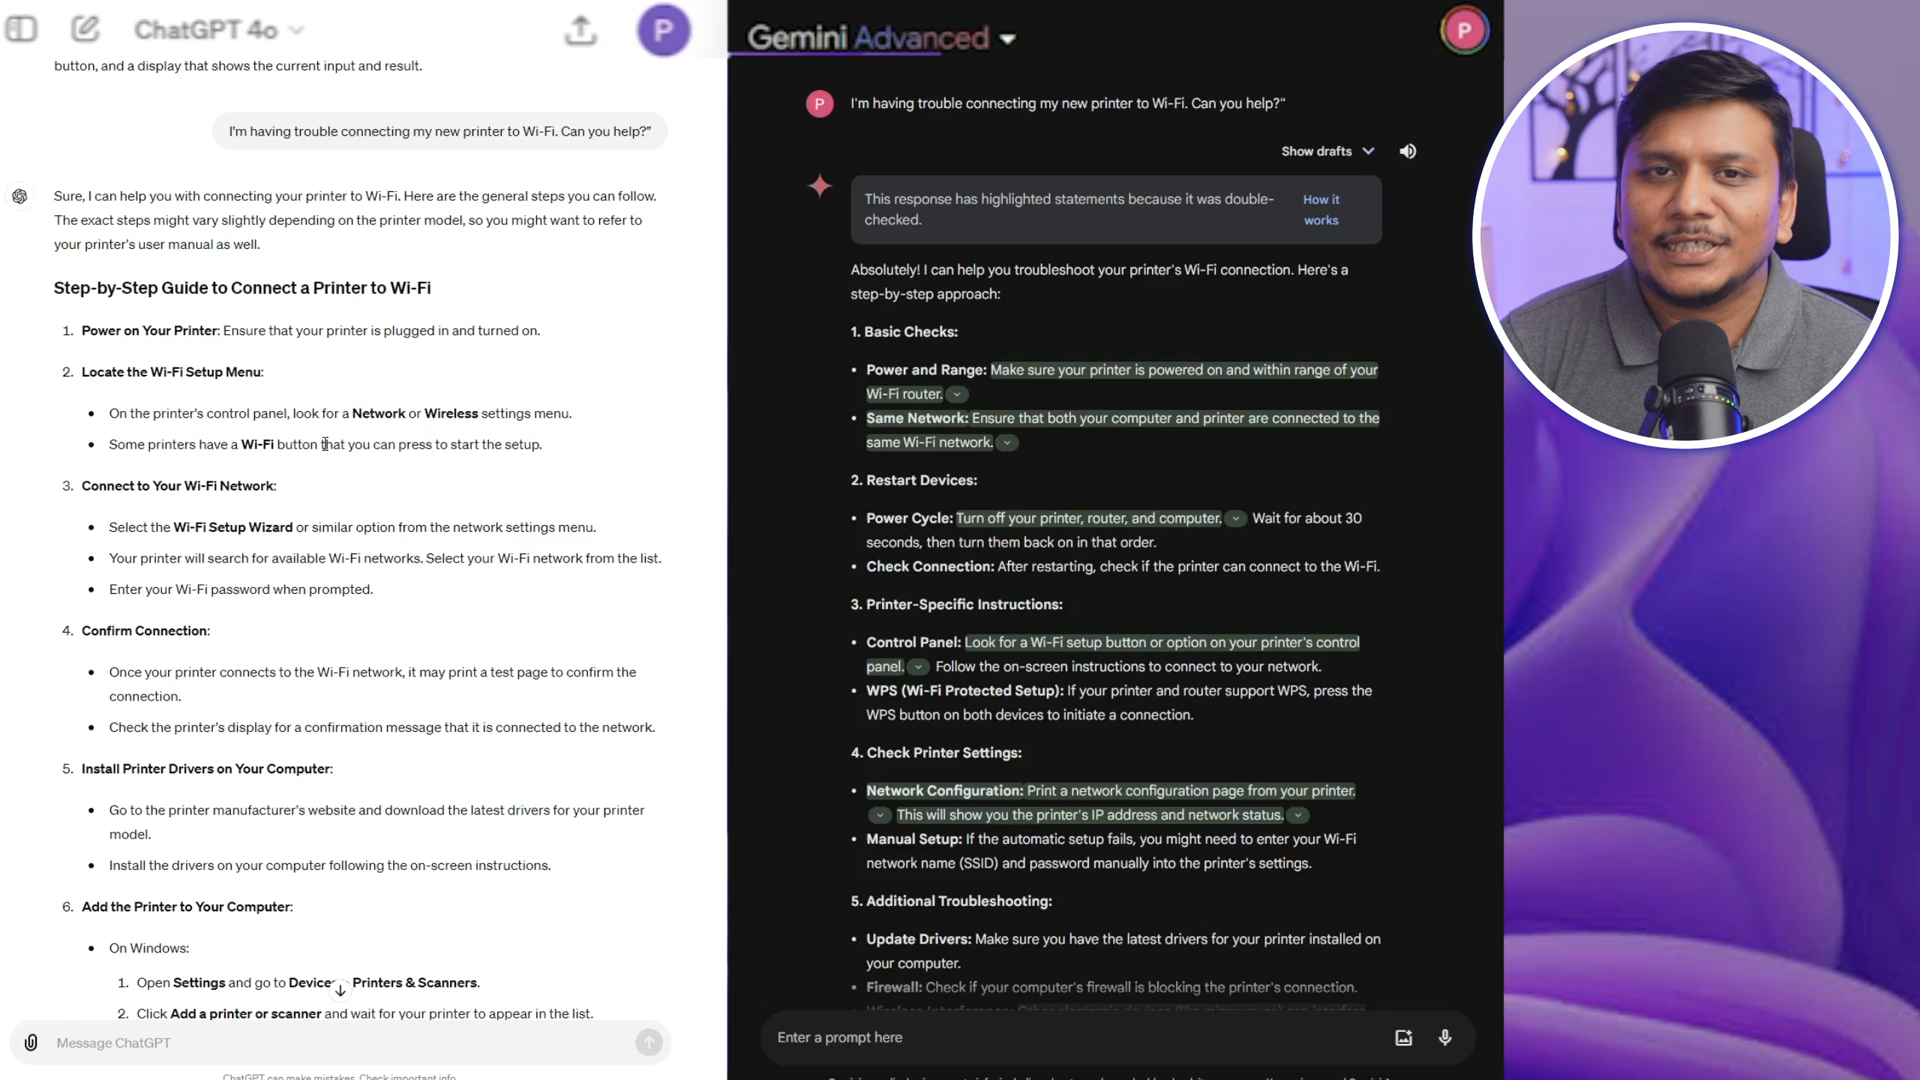 ChatGPT 4o
P
button, and a display that shows the current input and result.
I'm having trouble connecting my new printer to Wi-Fi. Can you help?"
Sure, I can help you with connecting your printer to Wi-Fi. Here are the general steps you can follow.
The exact steps might vary slightly depending on the printer model, so you might want to refer to
your printer's user manual as well.
Step-by-Step Guide to Connect a Printer to Wi-Fi
1. Power on Your Printer: Ensure that your printer is plugged in and turned on.
2. Locate the Wi-Fi Setup Menu:
• On the printer's control panel, look for a Network or Wireless settings menu.
• Some printers have a Wi-Fi button that you can press to start the setup.
3. Connect to Your Wi-Fi Network:
• Select the Wi-Fi Setup Wizard or similar option from the network settings menu.
• Your printer will search for available Wi-Fi networks. Select your Wi-Fi network from the list.
• Enter your Wi-Fi password when prompted.
4. Confirm Connection:
• Once your printer connects to the Wi-Fi network, it may print a test page to confirm the
connection.
• Check the printer's display for a confirmation message that it is connected to the network.
5. Install Printer Drivers on Your Computer:
• Go to the printer manufacturer's website and download the latest drivers for your printer
model.
• Install the drivers on your computer following the on-screen instructions.
6. Add the Printer to Your Computer:
• On Windows:
1. Open Settings and go to Device Printers & Scanners.
2. Click Add a printer or scanner and wait for your printer to appear in the list.
Message ChatGPT
ChatGPT can make mistakes. Check important info.
Gemini Advanced
P
P
I'm having trouble connecting my new printer to Wi-Fi. Can you help?"
Show drafts
This response has highlighted statements because it was double-
checked.
How it
works
Absolutely! I can help you troubleshoot your printer's Wi-Fi connection. Here's a
step-by-step approach:
1. Basic Checks:
• Power and Range: Make sure your printer is powered on and within range of your
Wi-Fi router.
• Same Network: Ensure that both your computer and printer are connected to the
same Wi-Fi network.
2. Restart Devices:
• Power Cycle: Turn off your printer, router, and computer. Wait for about 30
seconds, then turn them back on in that order.
• Check Connection: After restarting, check if the printer can connect to the Wi-Fi.
3. Printer-Specific Instructions:
• Control Panel: Look for a Wi-Fi setup button or option on your printer's control
panel. Follow the on-screen instructions to connect to your network.
• WPS (Wi-Fi Protected Setup): If your printer and router support WPS, press the
WPS button on both devices to initiate a connection.
4. Check Printer Settings:
• Network Configuration: Print a network configuration page from your printer.
This will show you the printer's IP address and network status.
• Manual Setup: If the automatic setup fails, you might need to enter your Wi-Fi
network name (SSID) and password manually into the printer's settings.
5. Additional Troubleshooting:
• Update Drivers: Make sure you have the latest drivers for your printer installed on
your computer.
• Firewall: Check if your computer's firewall is blocking the printer's connection.
• Wireless Interference: Other electronic devices (like microwaves) can interfere
Enter a prompt here